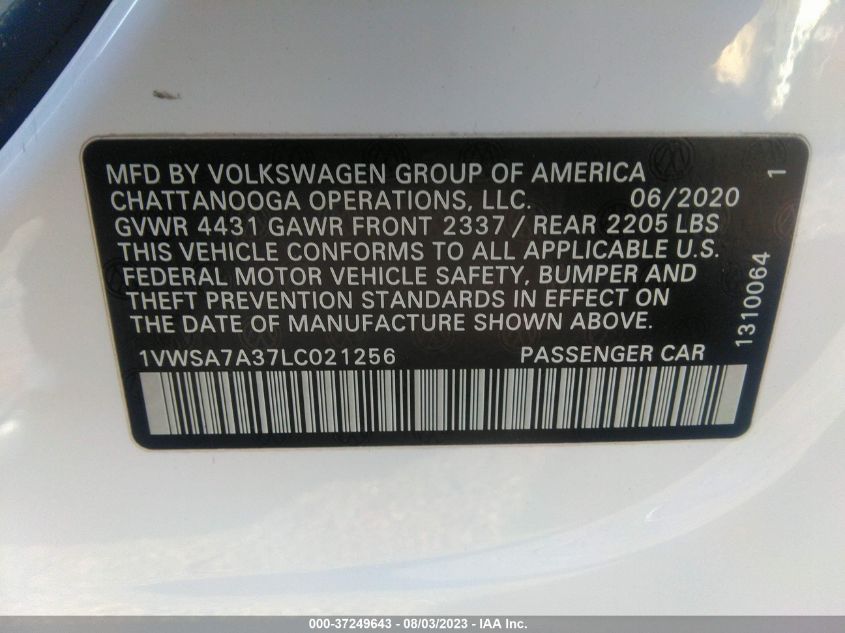 MFD BY VOLKSWAGEN GROUP OF AMERICA
CHATTANOOGA OPERATIONS, LLC. 06/2020
GVWR 4431 GAWR FRONT 2337 / REAR 2205 LBS
THIS VEHICLE CONFORMS TO ALL APPLICABLE U.S.
FEDERAL MOTOR VEHICLE SAFETY, BUMPER AND
THEFT PREVENTION STANDARDS IN EFFECT ON
THE DATE OF MANUFACTURE SHOWN ABOVE.
1VWSA7A37LC021256 PASSENGER CAR
1310064 1
000-37249643 - 08/03/2023 - IAA Inc.